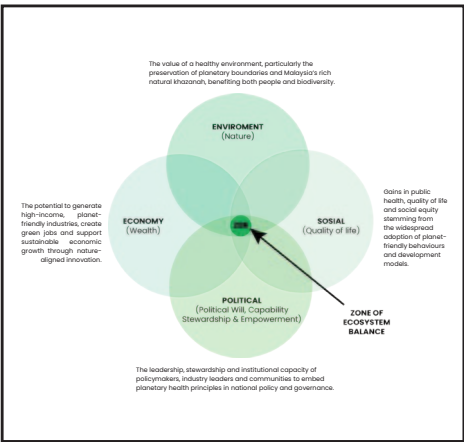 The value of a healthy environment, particularly the
preservation of planetary boundaries and Malaysia's rich
natural khazanah, benefiting both people and biodiversity.
ENVIROMENT
(Nature)
The potential to generate
high-income, planet-
friendly industries, create
green jobs and support
sustainable economic
growth through nature-
aligned innovation.
ECONOMY
(Wealth)
SOSIAL
(Quality of life)
Gains in public
health, quality of life
and social equity
stemming from
the widespread
adoption of planet-
friendly behaviours
and development
models.
POLITICAL
(Political Will, Capability
Stewardship & Empowerment)
ZONE OF
ECOSYSTEM
BALANCE
The leadership, stewardship and institutional capacity of
policymakers, industry leaders and communities to embed
planetary health principles in national policy and governance.